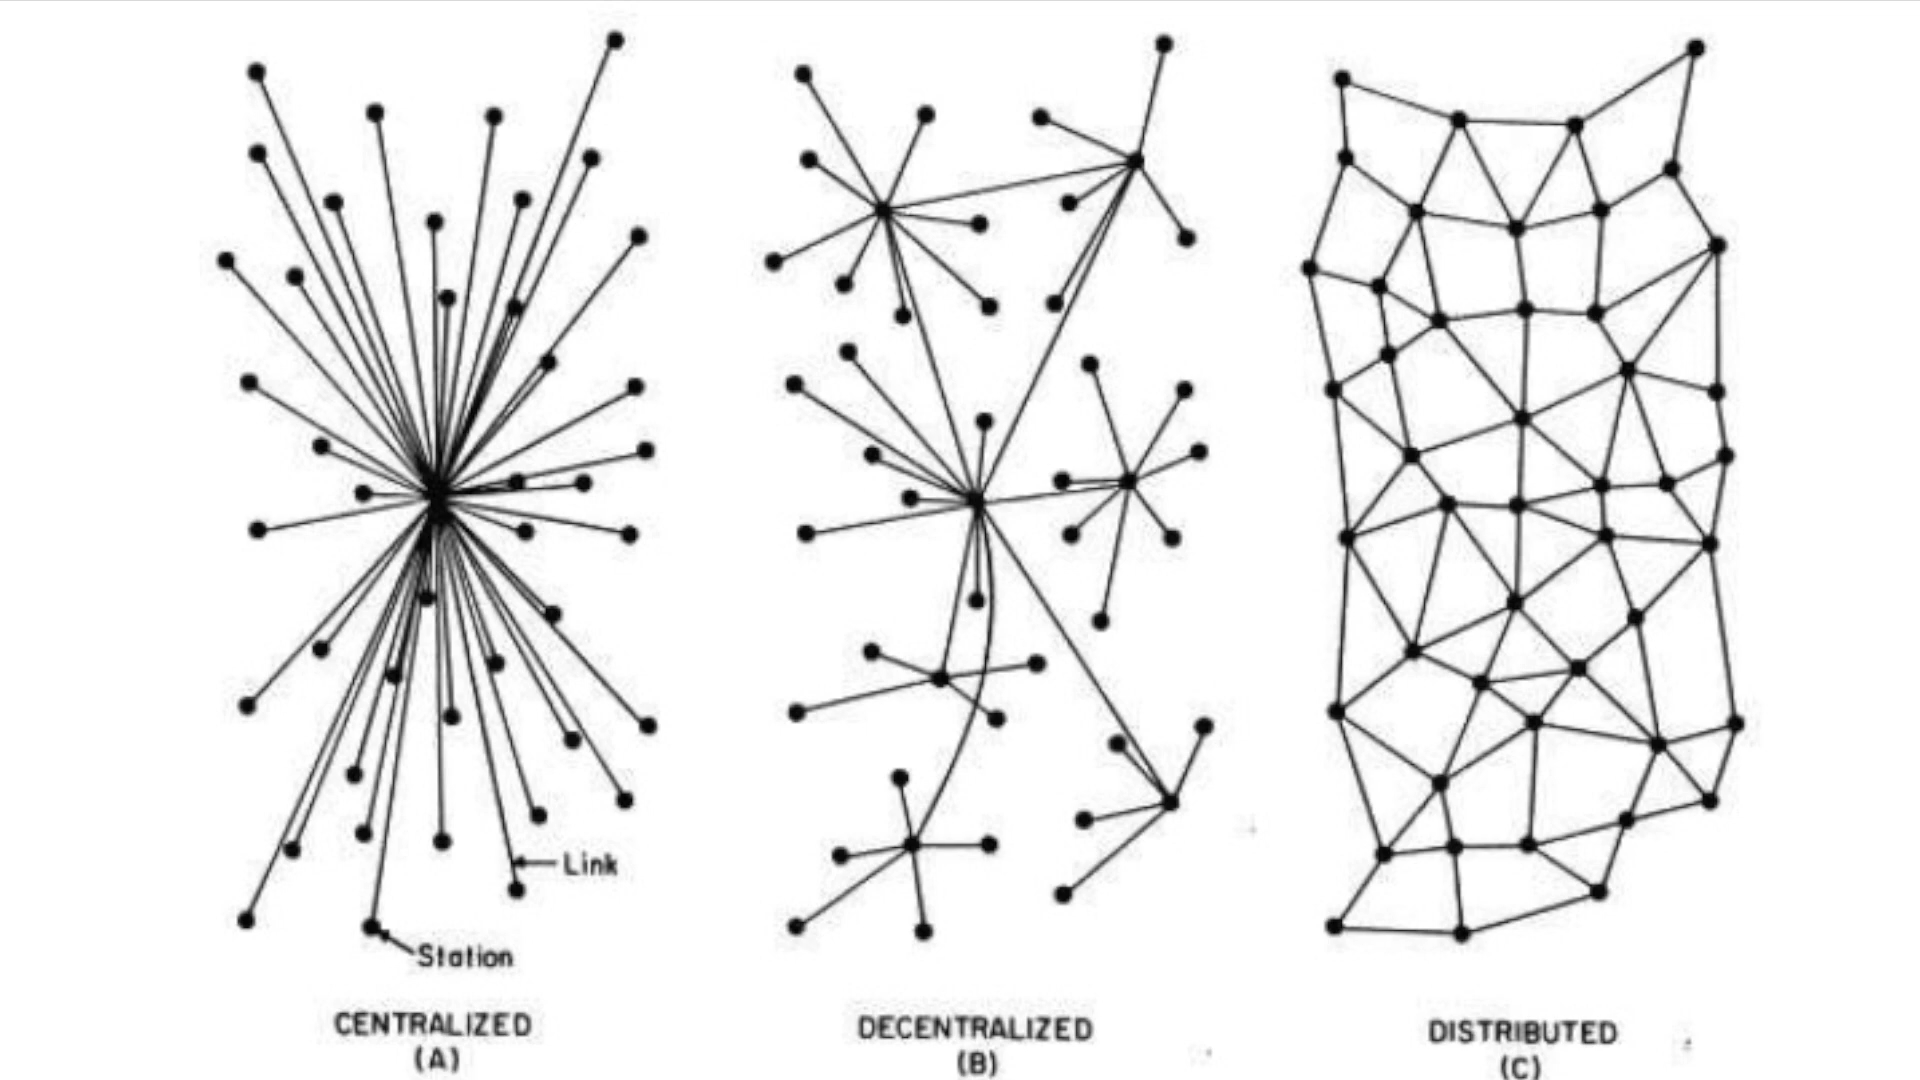 Link
Station
CENTRALIZED
(A)
DECENTRALIZED
(B)
DISTRIBUTED
(C)